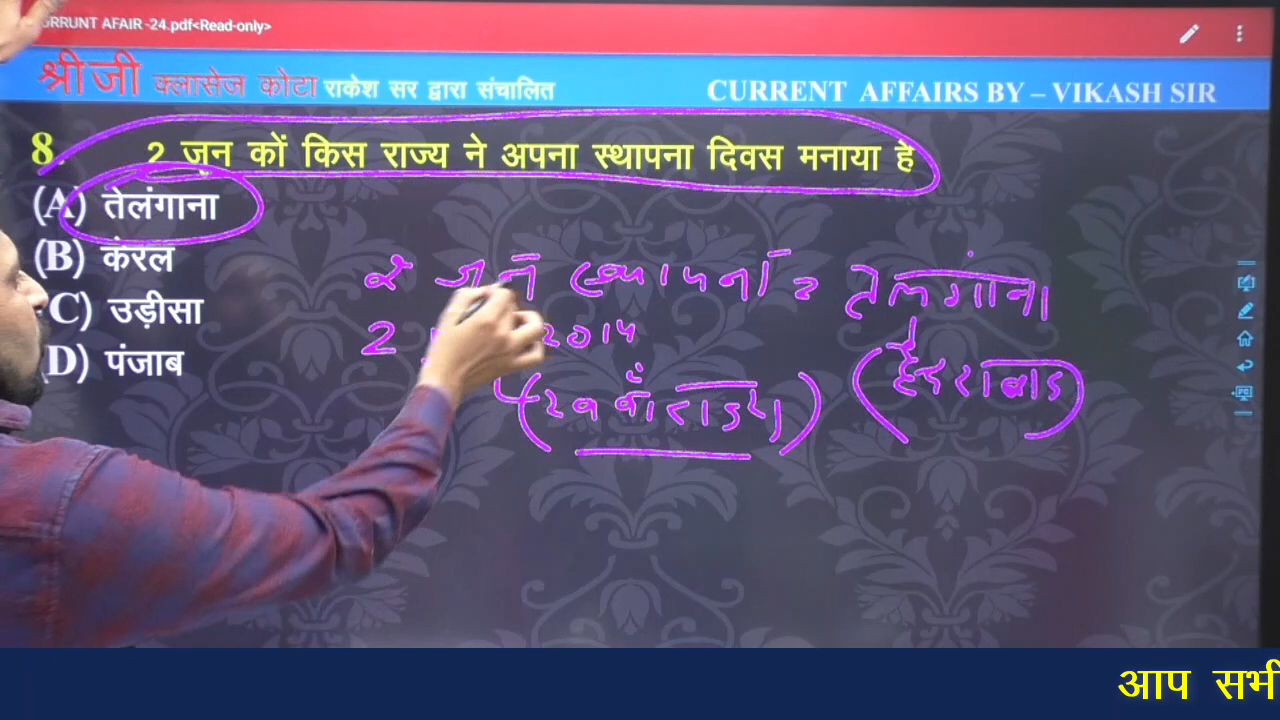 GRRUNT AFAIR -24.pdf<Read-only>
श्रीजी क्लासेज कोटा राकेश सर द्वारा संचालित CURRENT AFFAIRS BY – VIKASH SIR
8. 2 जून कों किस राज्य ने अपना स्थापना दिवस मनाया हे
(A) तेलंगाना
(B) केरल
C) उड़ीसा
(D) पंजाब
2 जून स्थापना = तेलंगाना
2 2014
राज्य) (हैदराबाद)
आप सभी